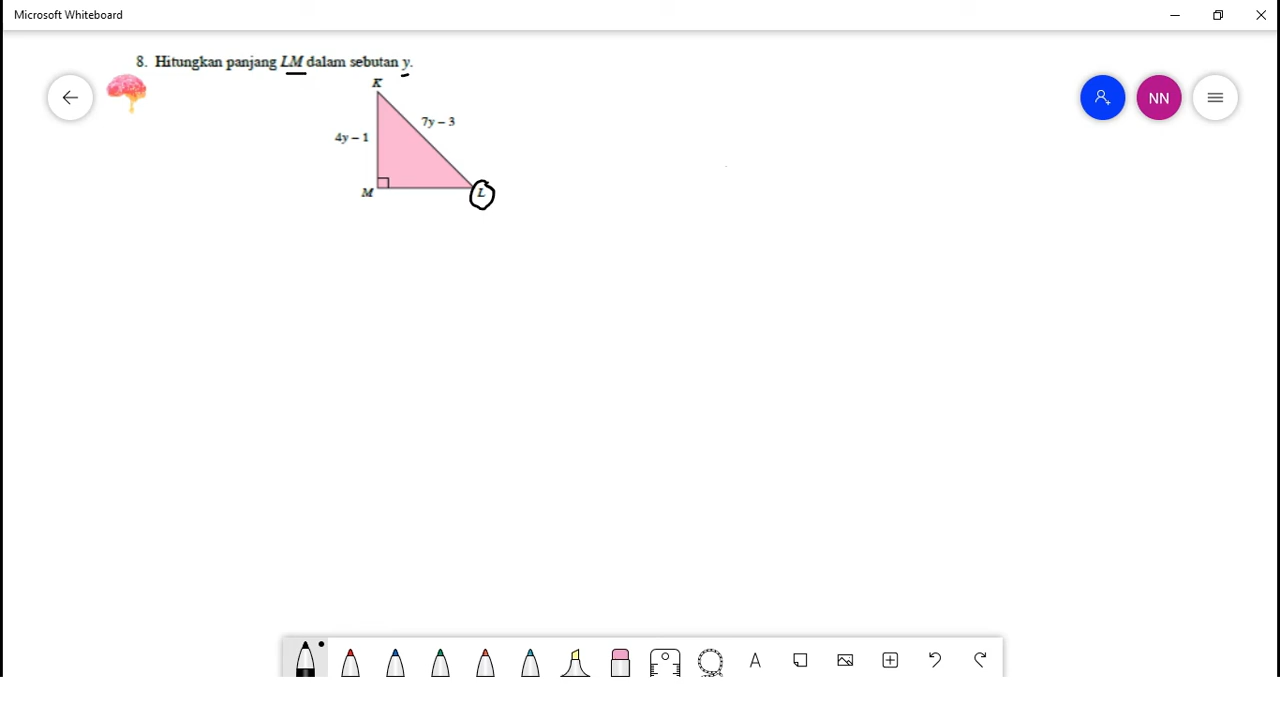 Microsoft Whiteboard
8. Hitungkan panjang LM dalam sebutan y.
K
7y – 3
4y – 1
M
L
NN
A